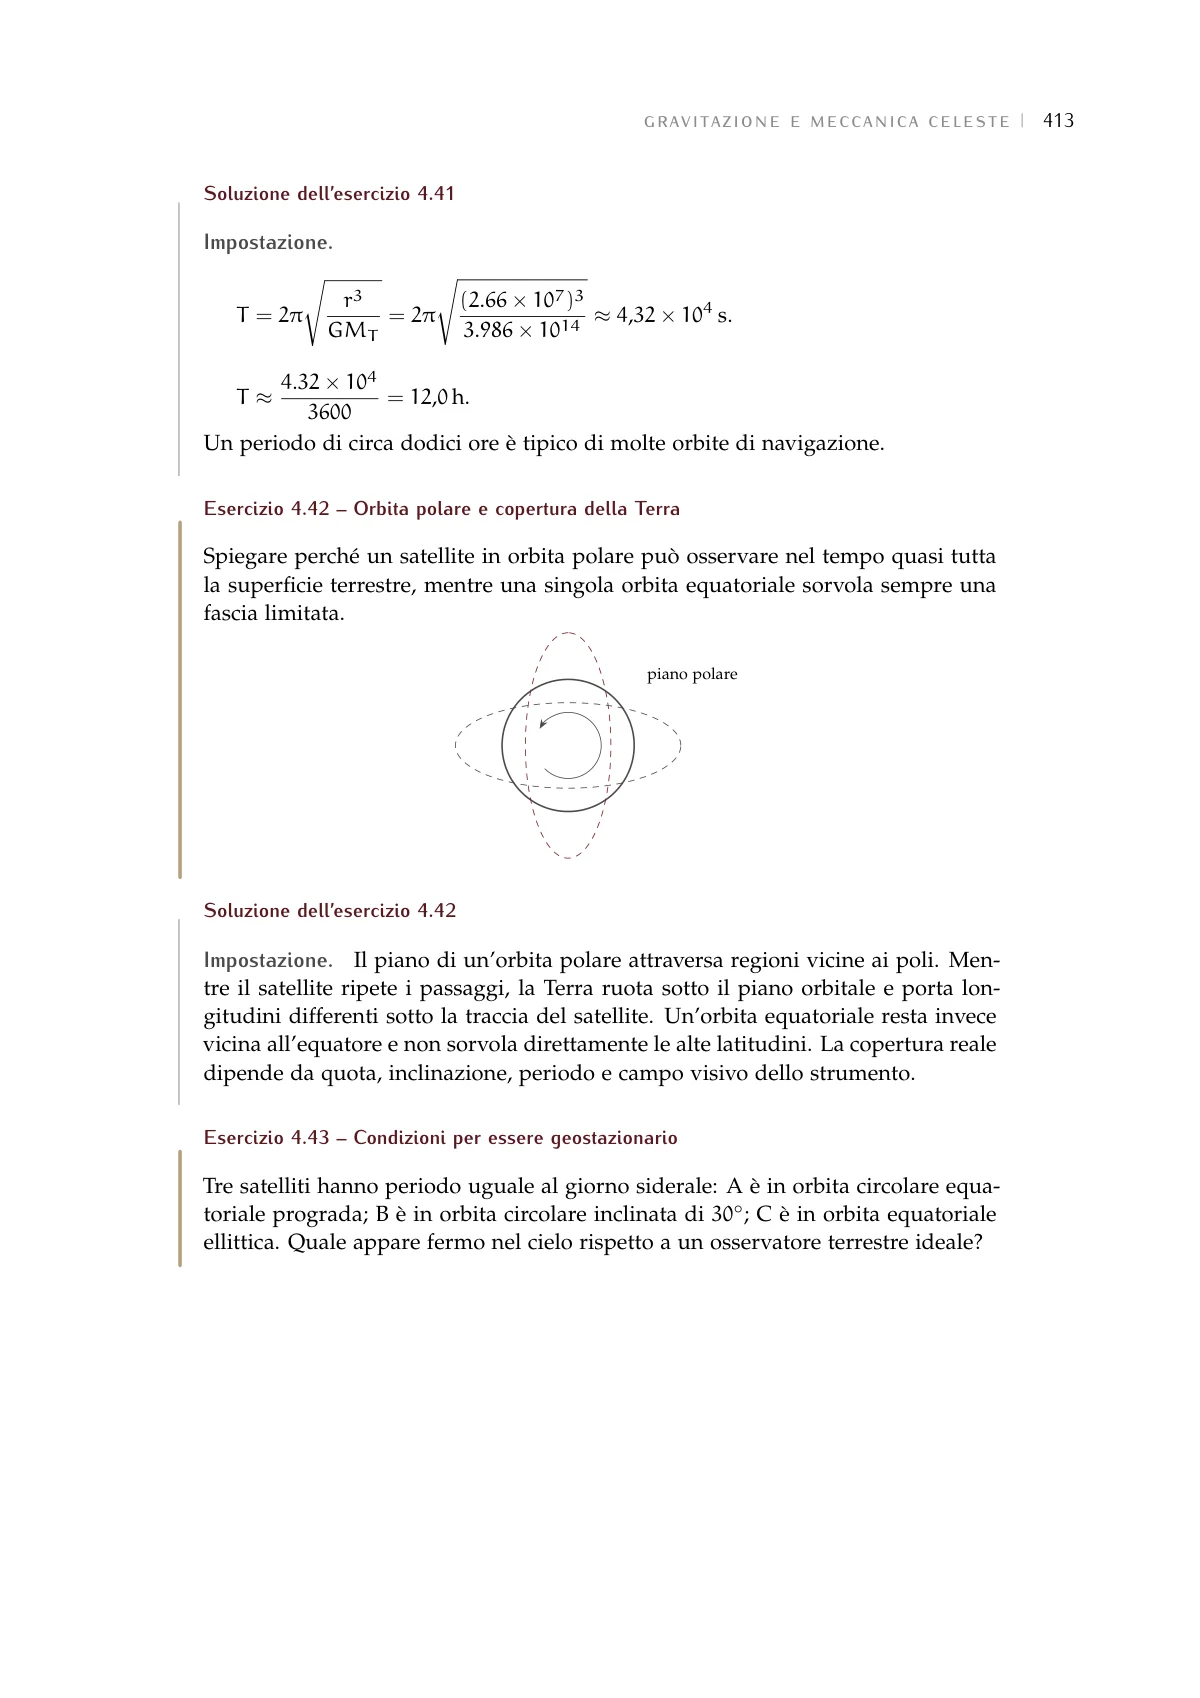 GRAVITAZIONE E MECCANICA CELESTE | 413
Soluzione dell'esercizio 4.41
Impostazione.
T = 2π√(r³/GM_T) = 2π√((2.66 × 10⁷)³/3.986 × 10¹⁴) ≈ 4,32 × 10⁴ s.
T ≈ 4.32 × 10⁴/3600 = 12,0 h.
Un periodo di circa dodici ore è tipico di molte orbite di navigazione.
Esercizio 4.42 – Orbita polare e copertura della Terra
Spiegare perché un satellite in orbita polare può osservare nel tempo quasi tutta
la superficie terrestre, mentre una singola orbita equatoriale sorvola sempre una
fascia limitata.
piano polare
Soluzione dell'esercizio 4.42
Impostazione. Il piano di un'orbita polare attraversa regioni vicine ai poli. Men-
tre il satellite ripete i passaggi, la Terra ruota sotto il piano orbitale e porta lon-
gitudini differenti sotto la traccia del satellite. Un'orbita equatoriale resta invece
vicina all'equatore e non sorvola direttamente le alte latitudini. La copertura reale
dipende da quota, inclinazione, periodo e campo visivo dello strumento.
Esercizio 4.43 – Condizioni per essere geostazionario
Tre satelliti hanno periodo uguale al giorno siderale: A è in orbita circolare equa-
toriale prograda; B è in orbita circolare inclinata di 30°; C è in orbita equatoriale
ellittica. Quale appare fermo nel cielo rispetto a un osservatore terrestre ideale?